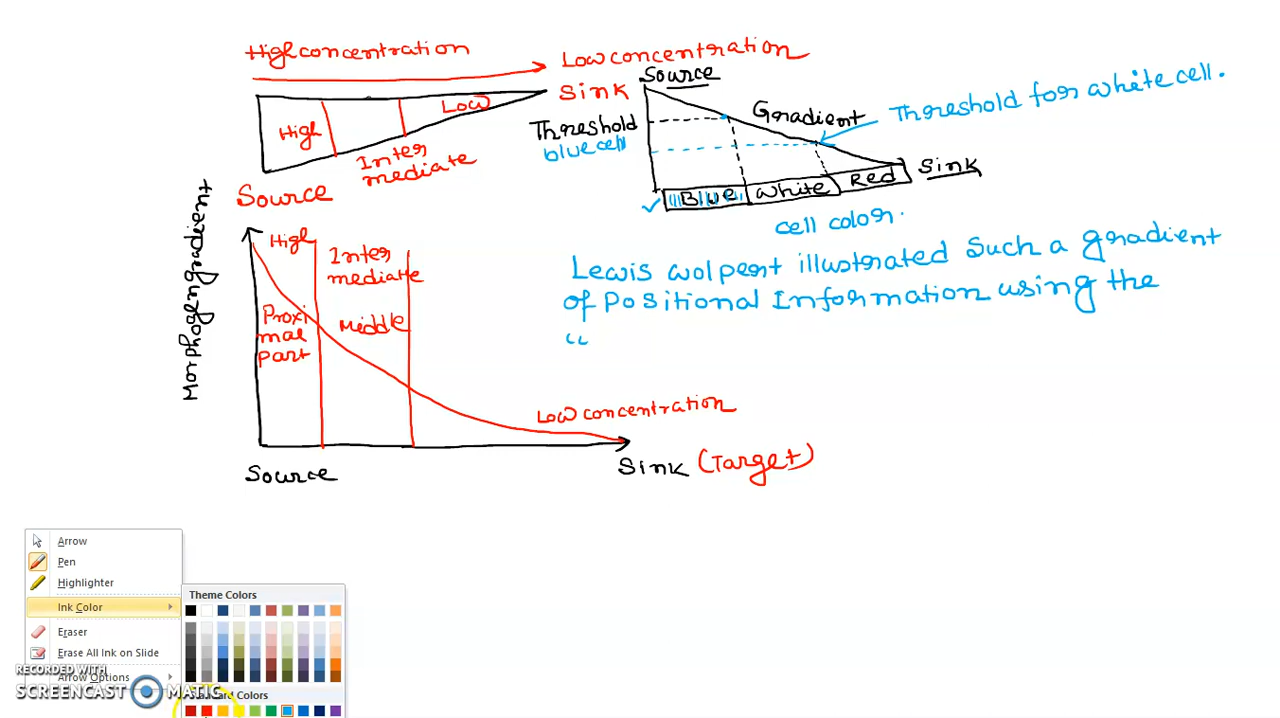 High concentration
Low concentration
Sink
High
Low
Inter
mediate
Source
Source
Threshold
blue cell
Gradient
Threshold for white cell.
Sink
Blue
White
Red
cell color.
Lewis wolpert illustrated Such a gradient
of Positional Information using the
“
Morphogen gradient
High
Inter
mediate
Proxi
mal
part
Middle
Low concentration
Source
Sink (Target)
Arrow
Pen
Highlighter
Ink Color
Eraser
Erase All Ink on Slide
Arrow Options
Theme Colors
Standard Colors
RECORDED WITH
SCREENCAST MATIC